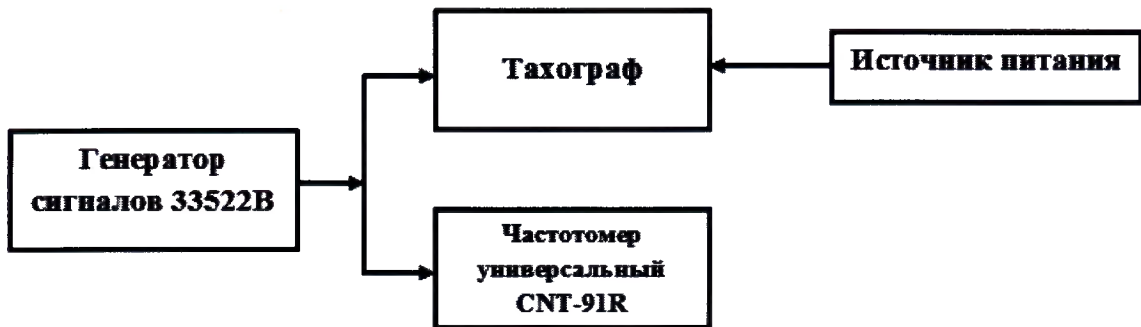 Тахограф
Источник питания
Генератор
сигналов 33522B
Частотомер
универсальный
CNT-91R